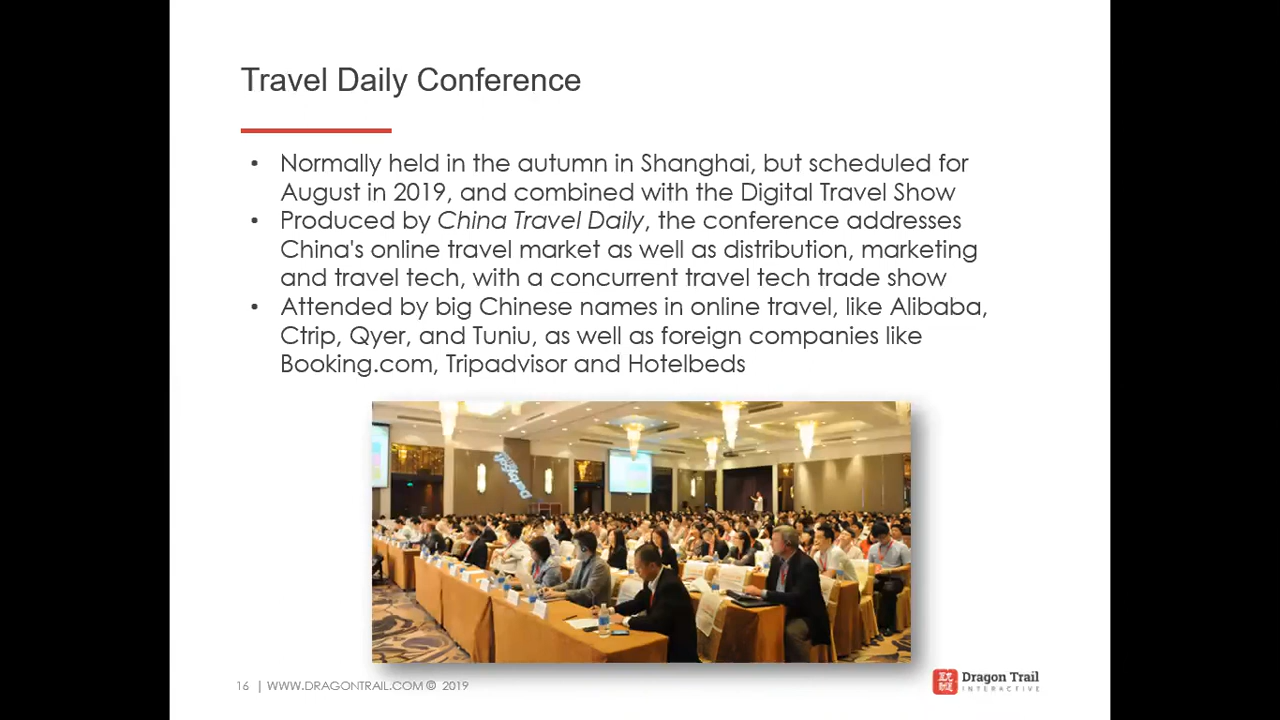 Travel Daily Conference
• Normally held in the autumn in Shanghai, but scheduled for
August in 2019, and combined with the Digital Travel Show
• Produced by China Travel Daily, the conference addresses
China's online travel market as well as distribution, marketing
and travel tech, with a concurrent travel tech trade show
• Attended by big Chinese names in online travel, like Alibaba,
Ctrip, Qyer, and Tuniu, as well as foreign companies like
Booking.com, Tripadvisor and Hotelbeds
16 | WWW.DRAGONTRAIL.COM © 2019
Dragon Trail
INTERACTIVE